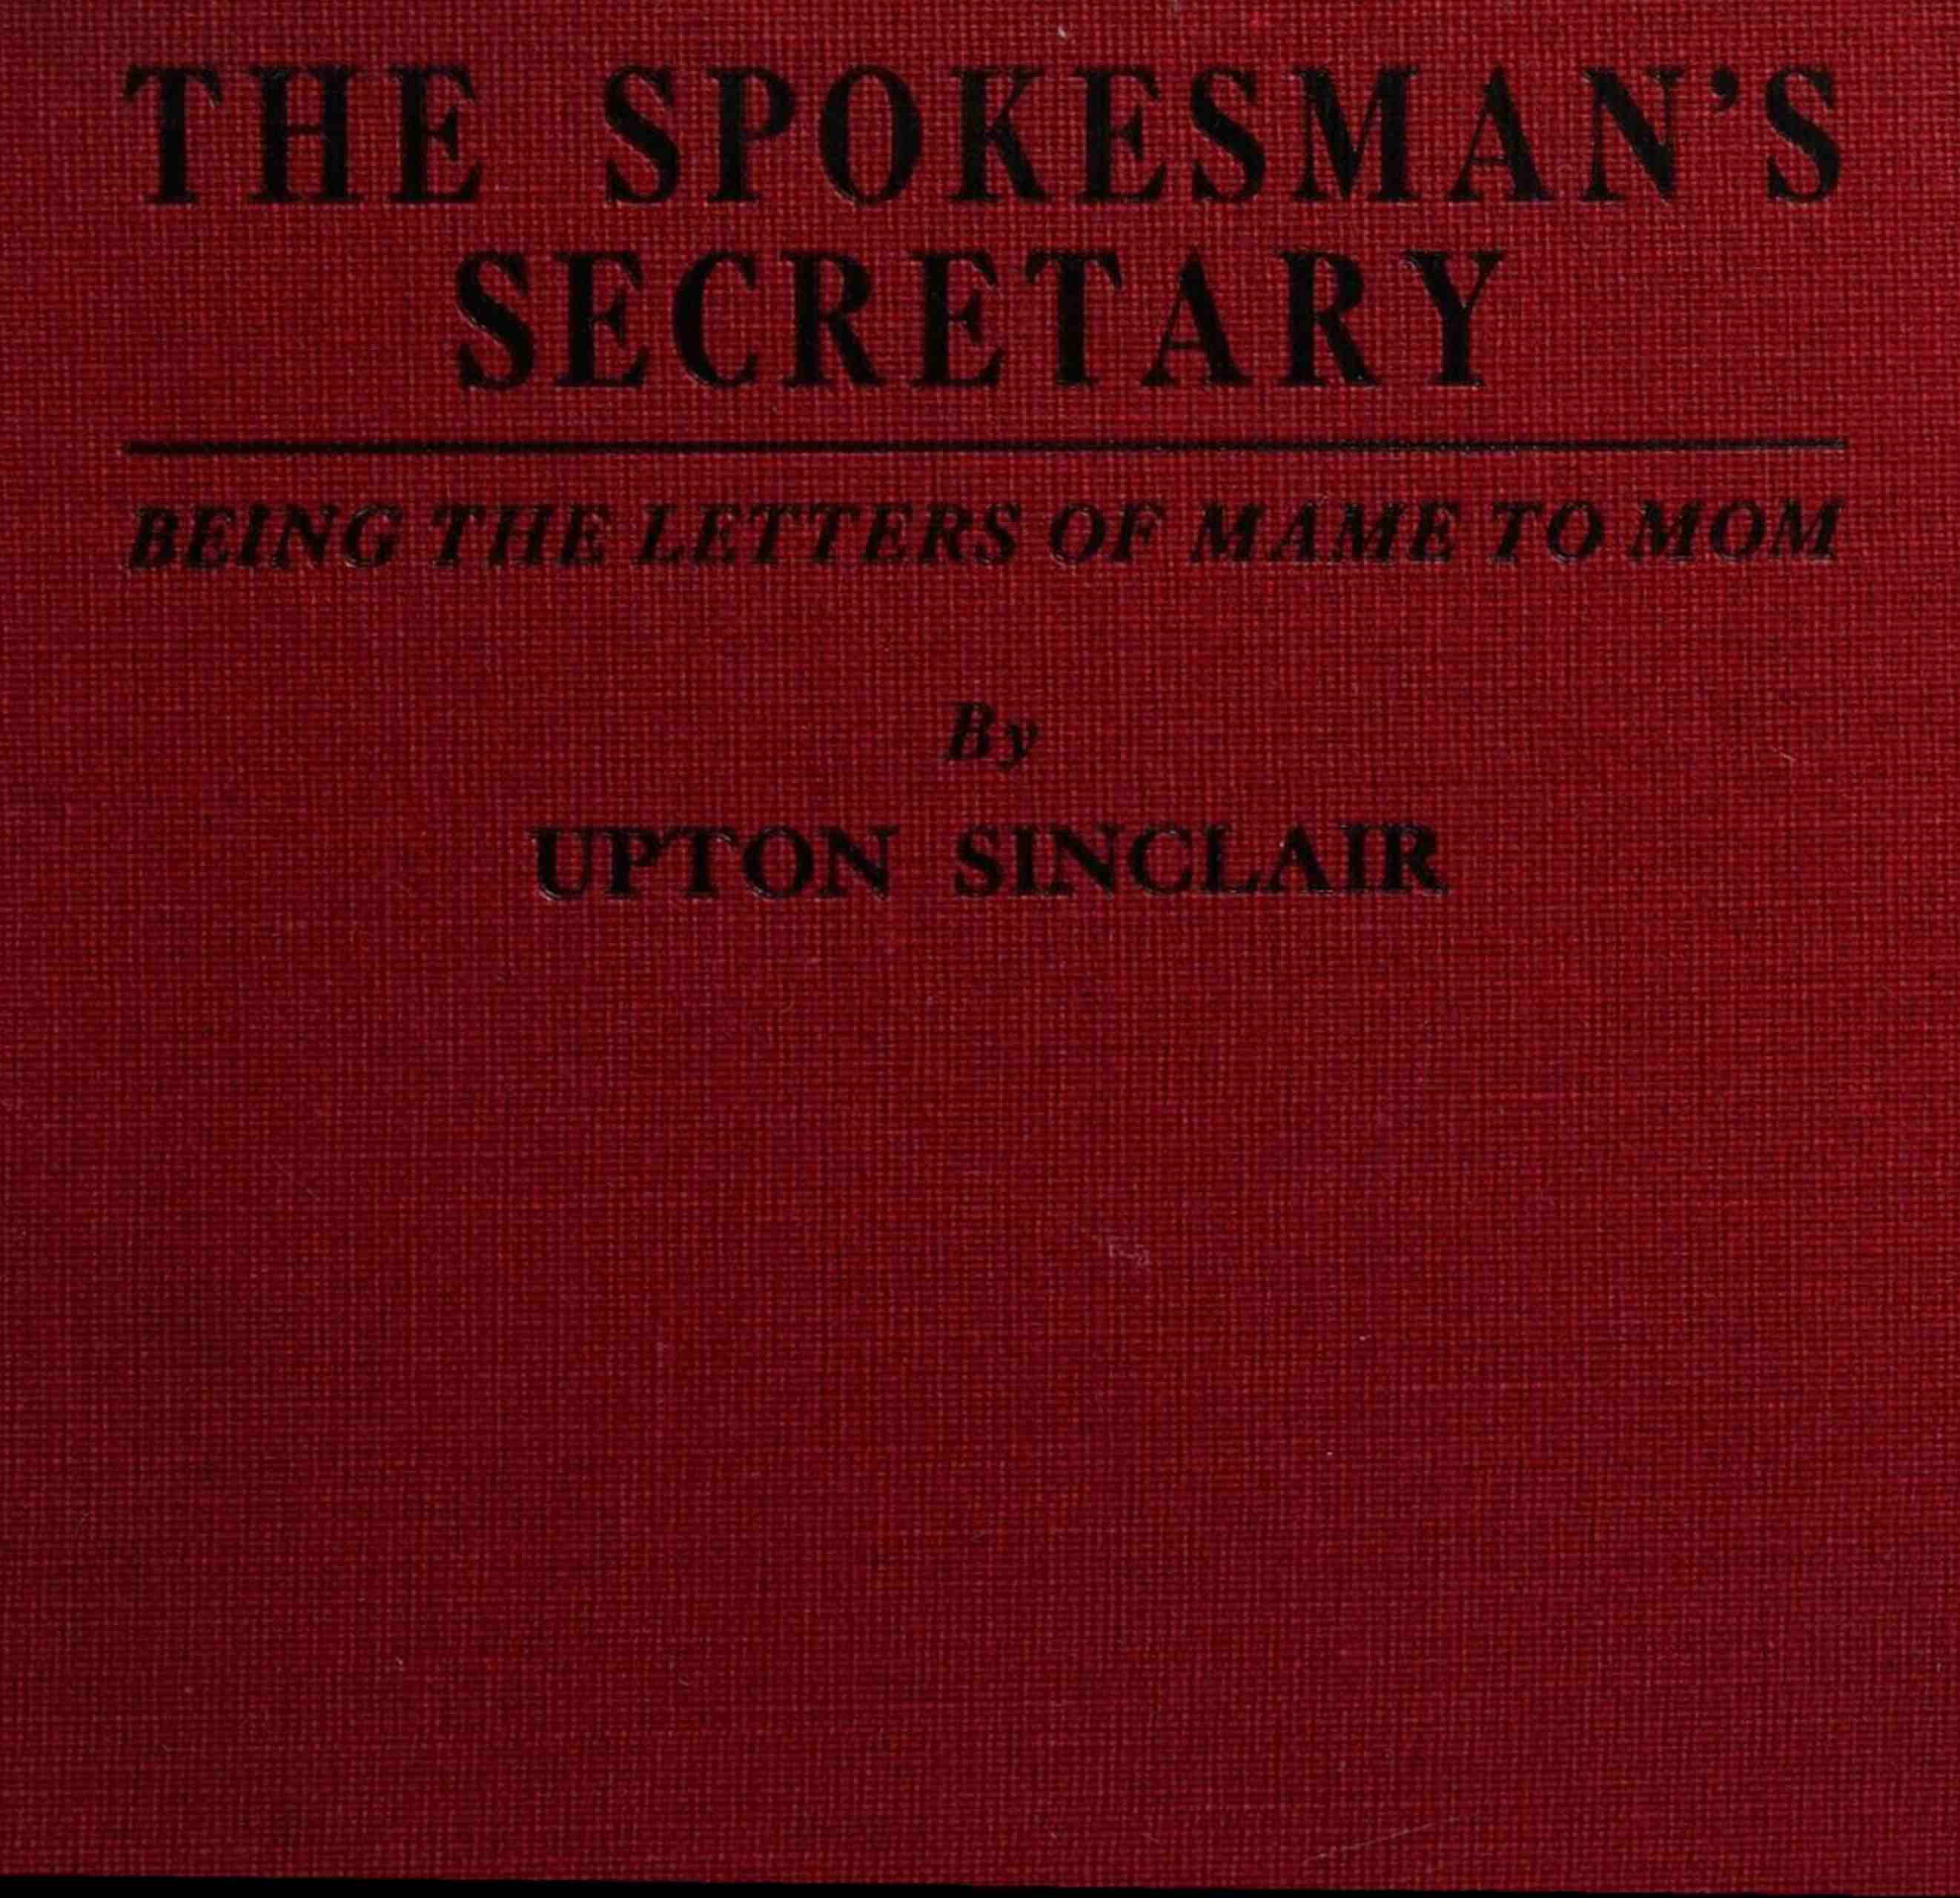 THE SPOKESMAN'S
SECRETARY
BEING THE LETTERS OF MAME TO MOM
By
UPTON SINCLAIR